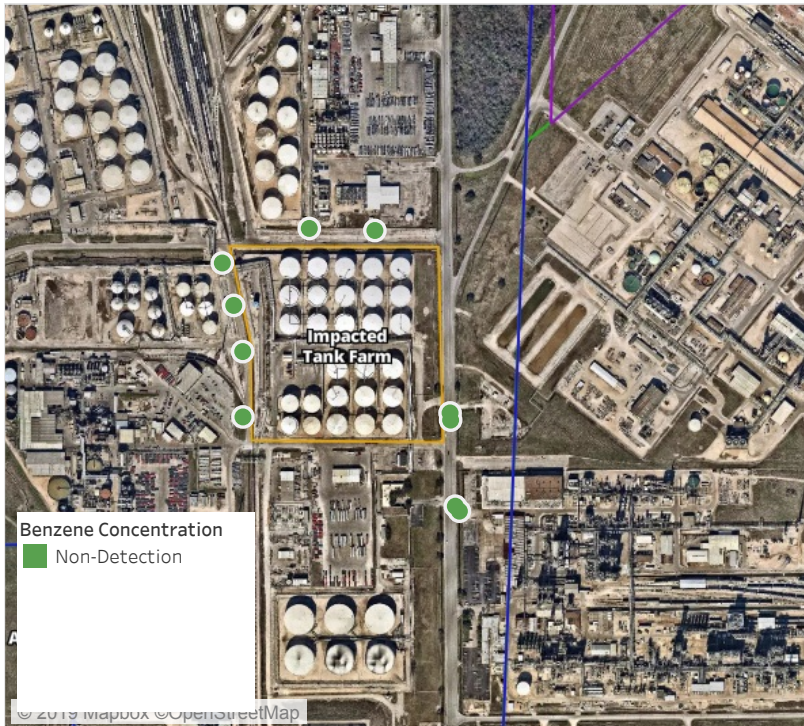 Impacted
Tank Farm
Benzene Concentration
Non-Detection
A
© 2019 Mapbox ©OpenStreetMap